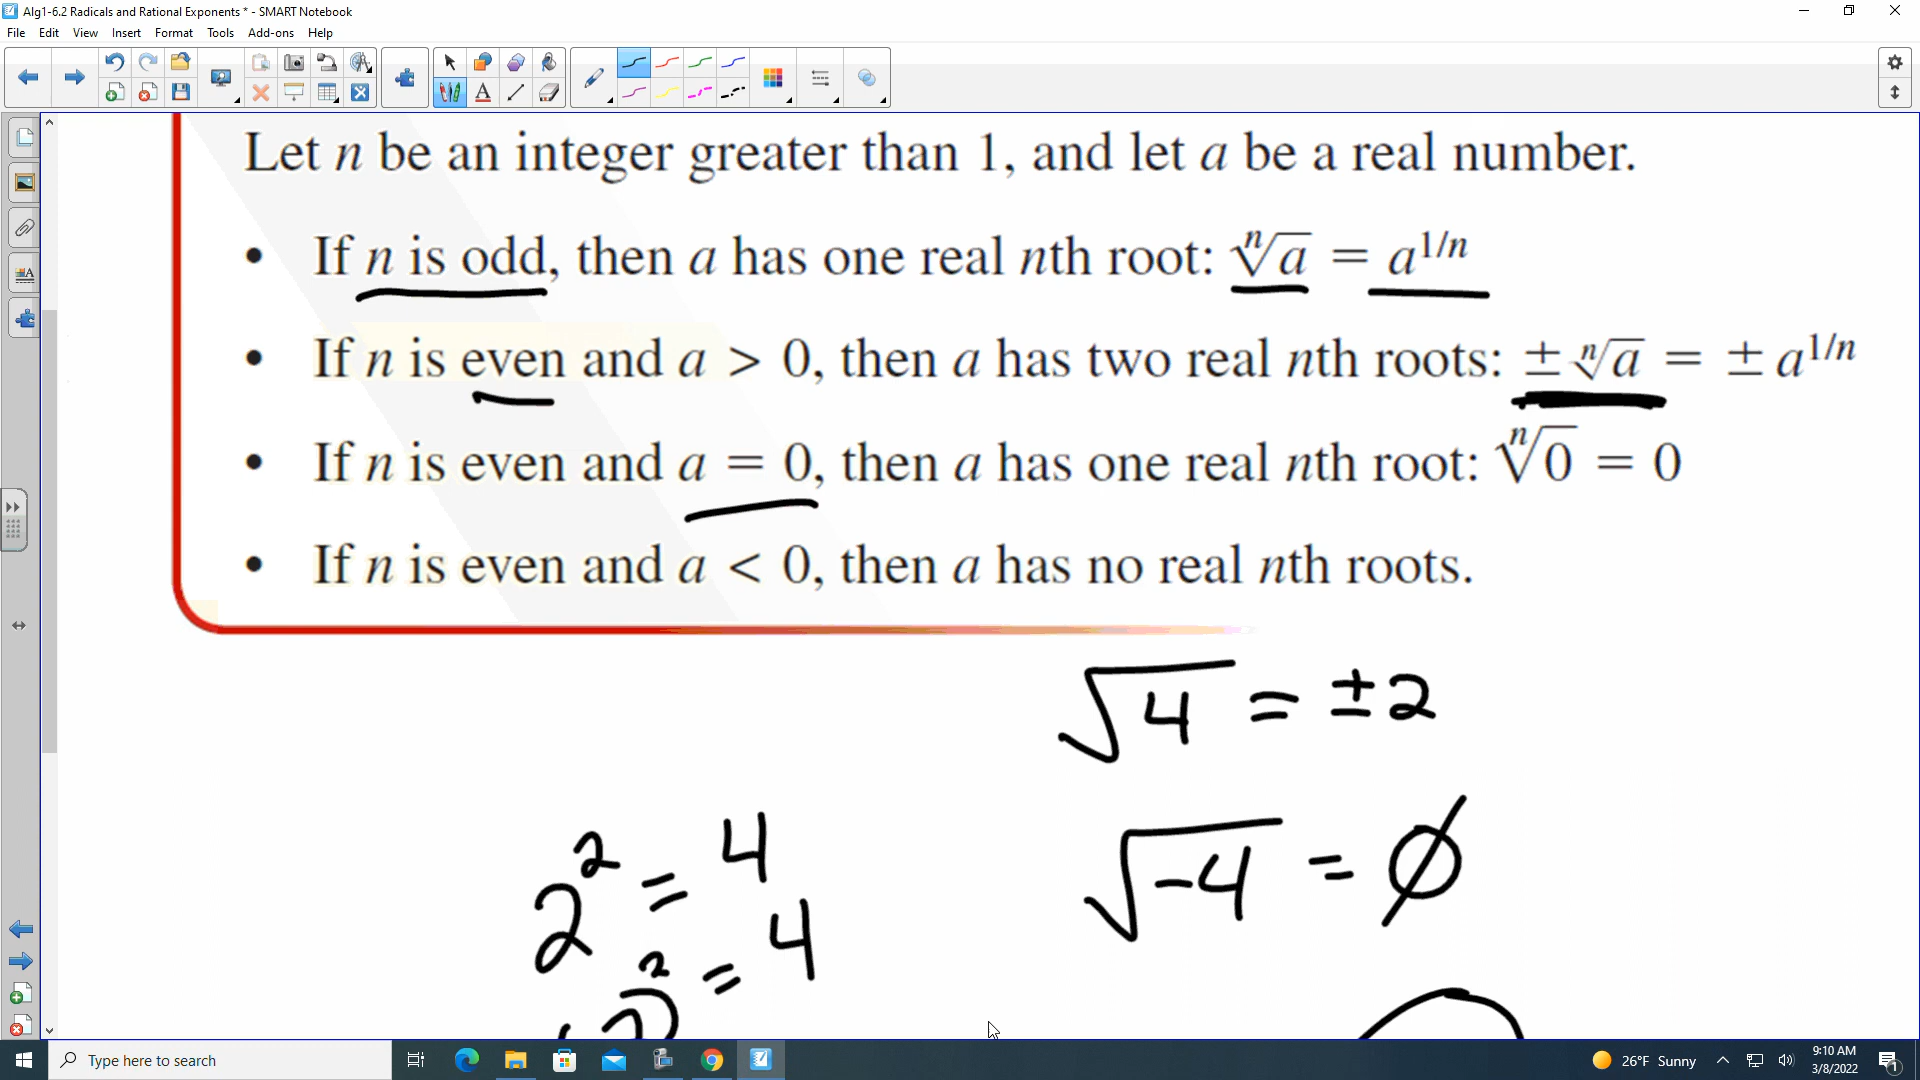 Alg1-6.2 Radicals and Rational Exponents * - SMART Notebook
File Edit View Insert Format Tools Add-ons Help
Let n be an integer greater than 1, and let a be a real number.
• If n is odd, then a has one real nth root: ⁿ√a = a^1/n
• If n is even and a > 0, then a has two real nth roots: ±ⁿ√a = ±a^1/n
• If n is even and a = 0, then a has one real nth root: ⁿ√0 = 0
• If n is even and a < 0, then a has no real nth roots.
√4 = ±2
√-4 = ∅
2² = 4
² = 4
Type here to search
26°F Sunny
9:10 AM
3/8/2022
1